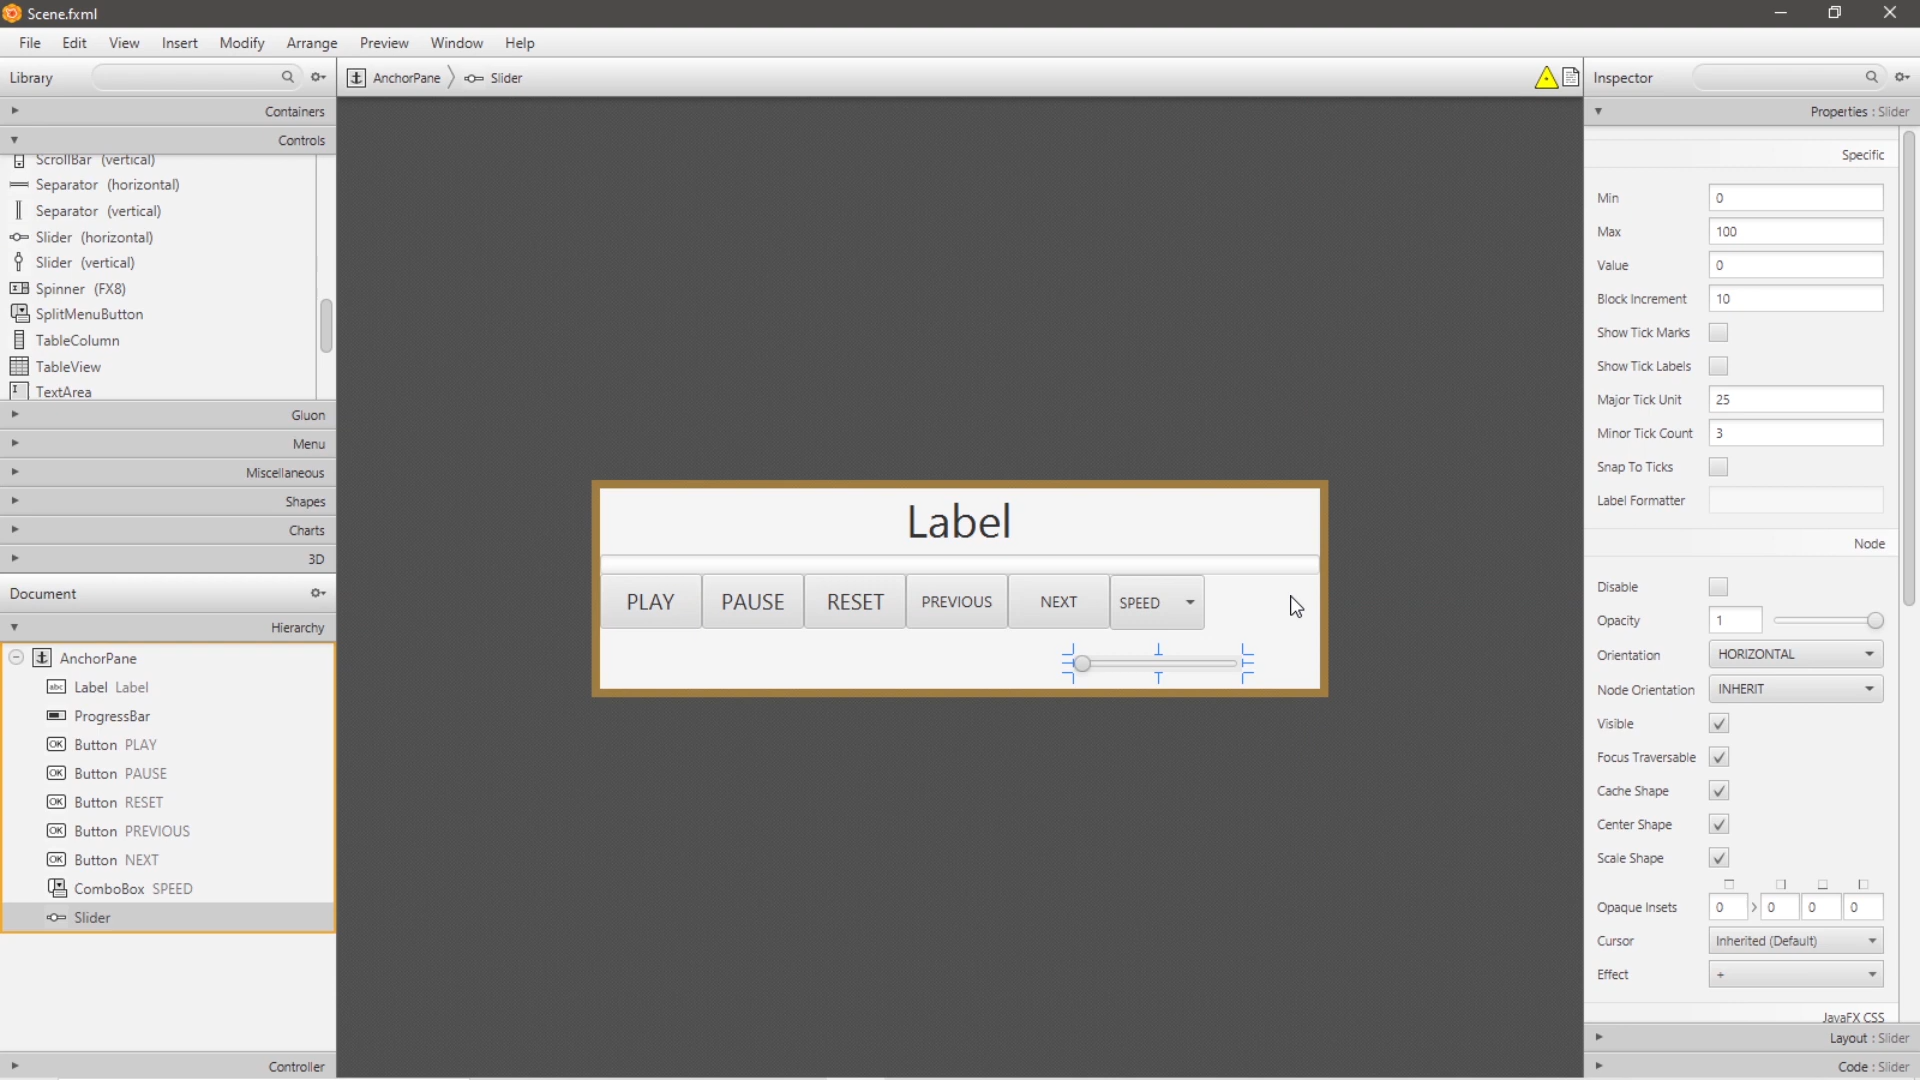 Scene.fxml
File Edit View Insert Modify Arrange Preview Window Help
Library
Containers
Controls
ScrollBar (vertical)
Separator (horizontal)
Separator (vertical)
Slider (horizontal)
Slider (vertical)
Spinner (FX8)
SplitMenuButton
TableColumn
TableView
TextArea
Gluon
Menu
Miscellaneous
Shapes
Charts
3D
Document
Hierarchy
AnchorPane
abc Label Label
ProgressBar
OK Button PLAY
OK Button PAUSE
OK Button RESET
OK Button PREVIOUS
OK Button NEXT
ComboBox SPEED
Slider
Controller
AnchorPane Slider
Label
PLAY PAUSE RESET PREVIOUS NEXT SPEED
Inspector
Properties : Slider
Specific
Min 0
Max 100
Value 0
Block Increment 10
Show Tick Marks
Show Tick Labels
Major Tick Unit 25
Minor Tick Count 3
Snap To Ticks
Label Formatter
Node
Disable
Opacity 1
Orientation HORIZONTAL
Node Orientation INHERIT
Visible
Focus Traversable
Cache Shape
Center Shape
Scale Shape
Opaque Insets 0 > 0 0 0
Cursor Inherited (Default)
Effect +
JavaFX CSS
Layout : Slider
Code : Slider